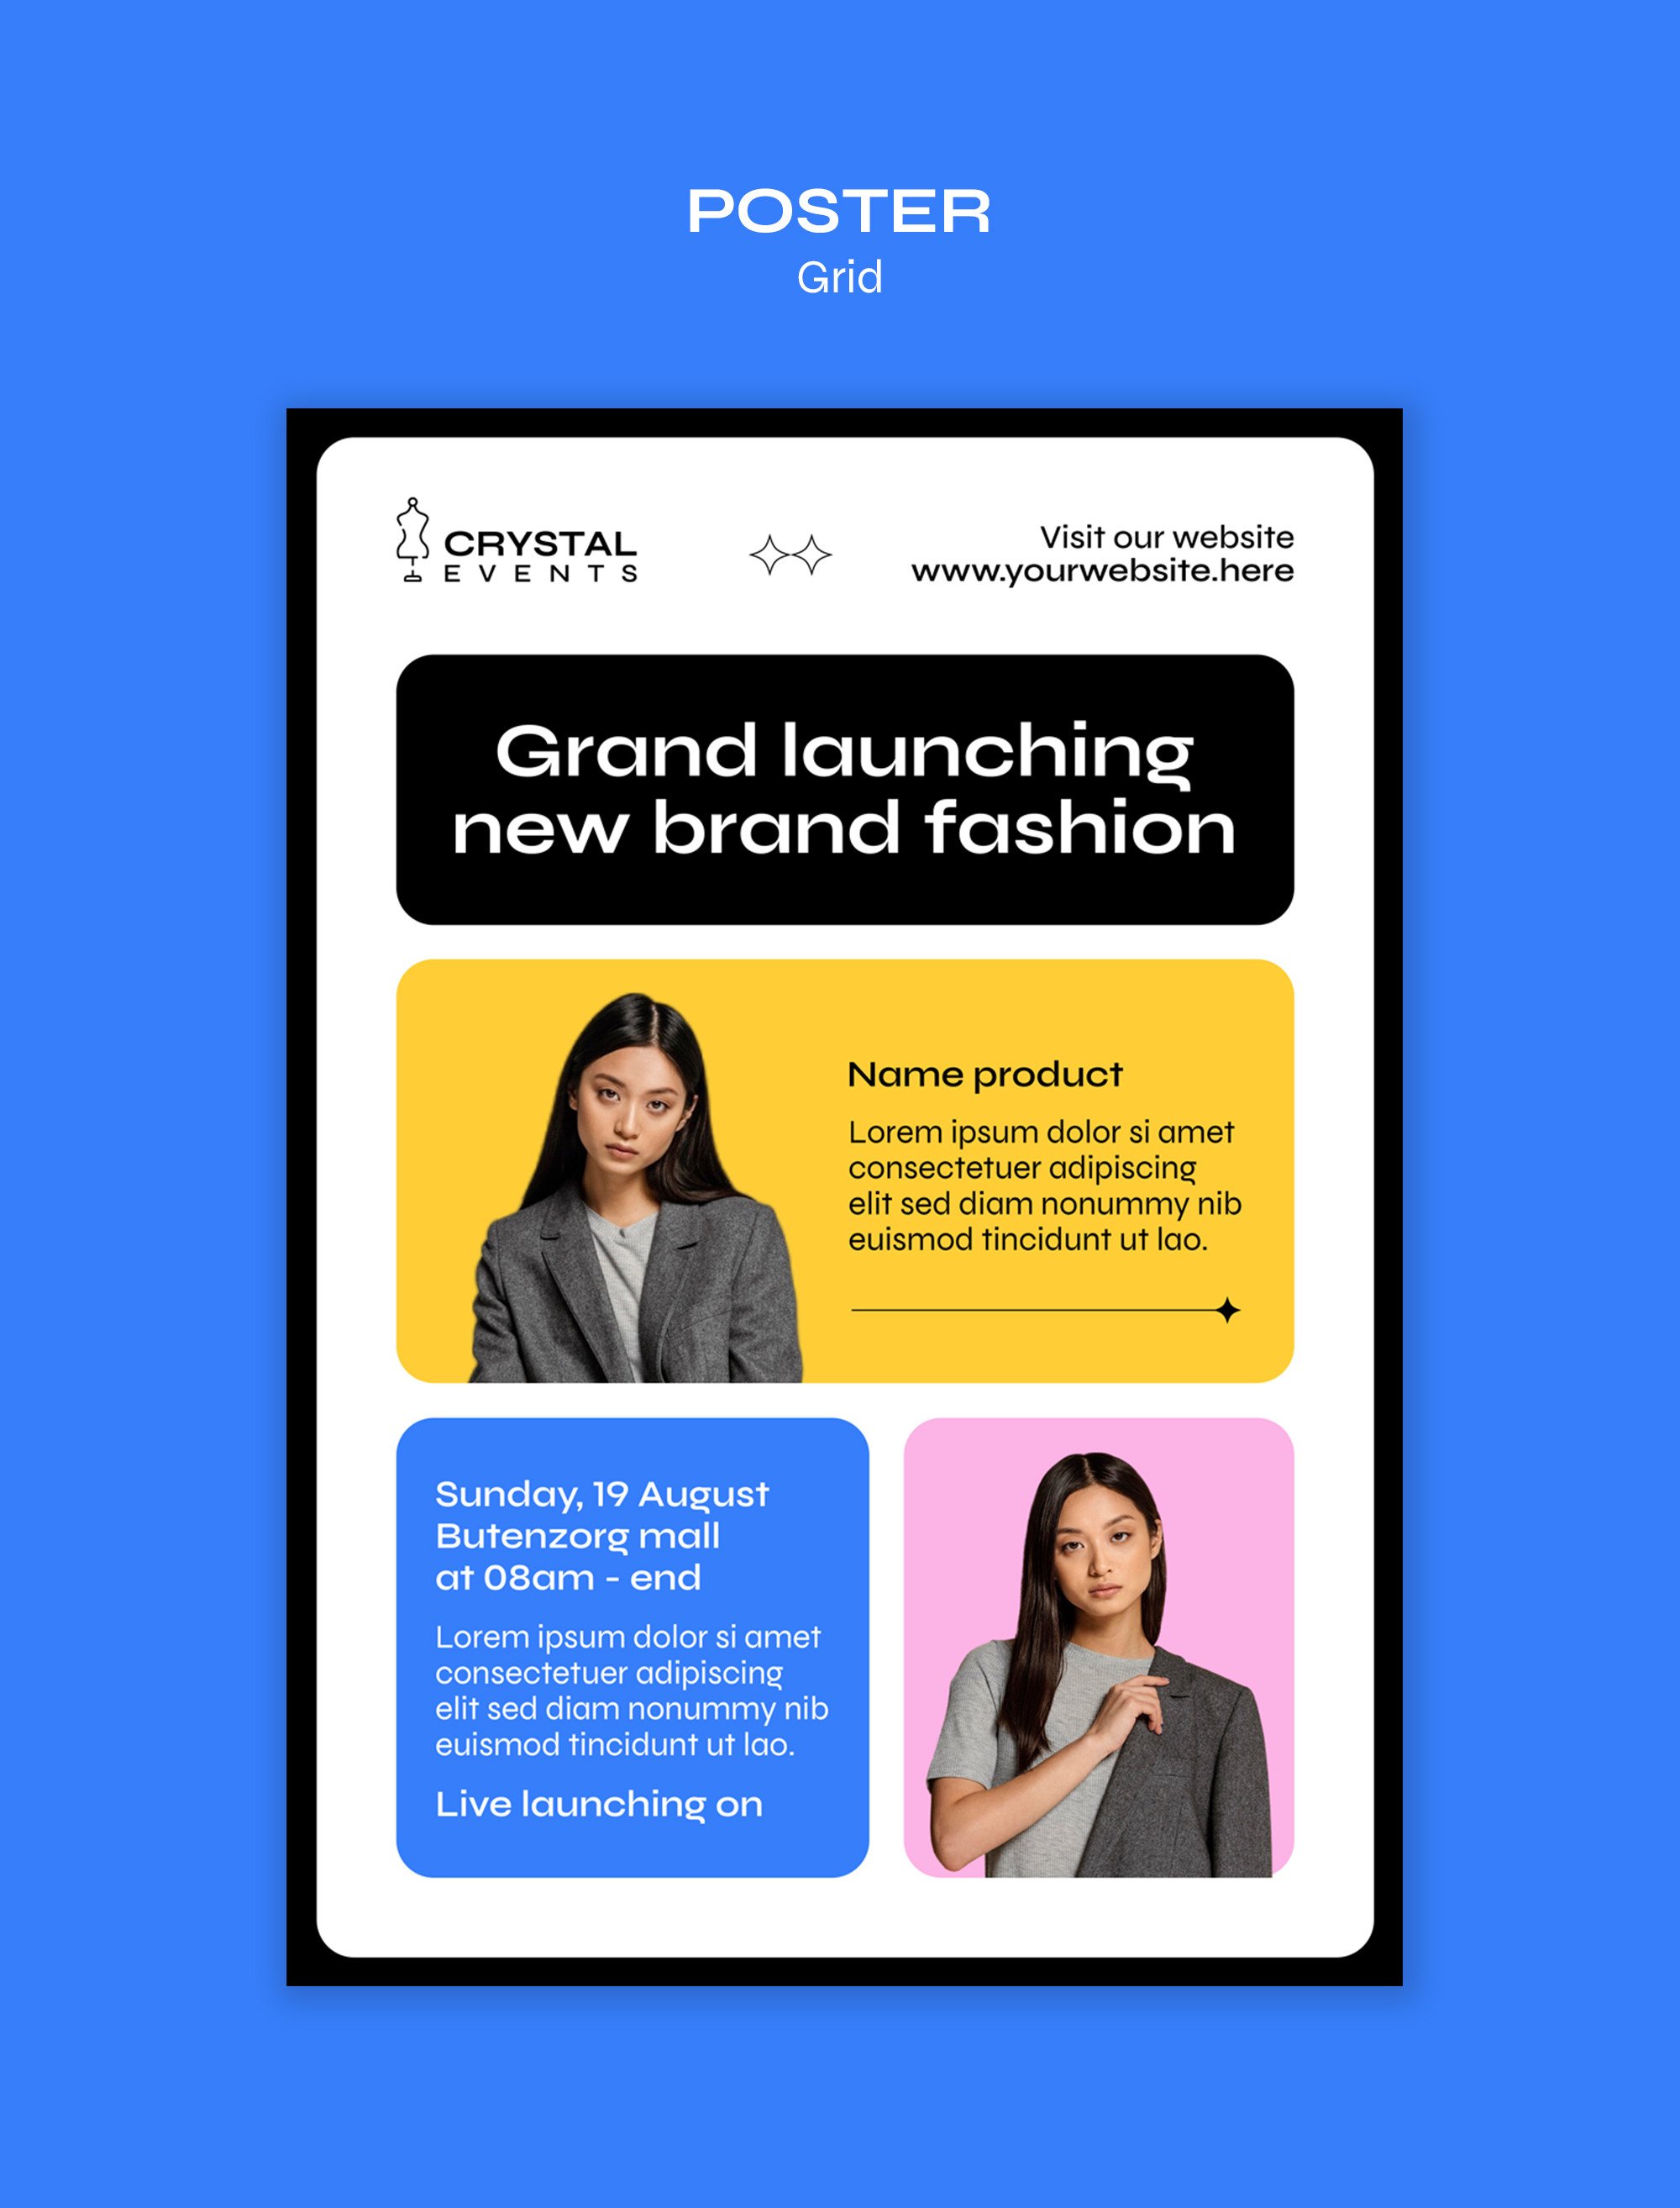 POSTER
Grid
CRYSTAL
EVENTS
Visit our website
www.yourwebsite.here
Grand launching
new brand fashion
Name product
Lorem ipsum dolor si amet
consectetuer adipiscing
elit sed diam nonummy nib
euismod tincidunt ut lao.
Sunday, 19 August
Butenzorg mall
at 08am - end
Lorem ipsum dolor si amet
consectetuer adipiscing
elit sed diam nonummy nib
euismod tincidunt ut lao.
Live launching on